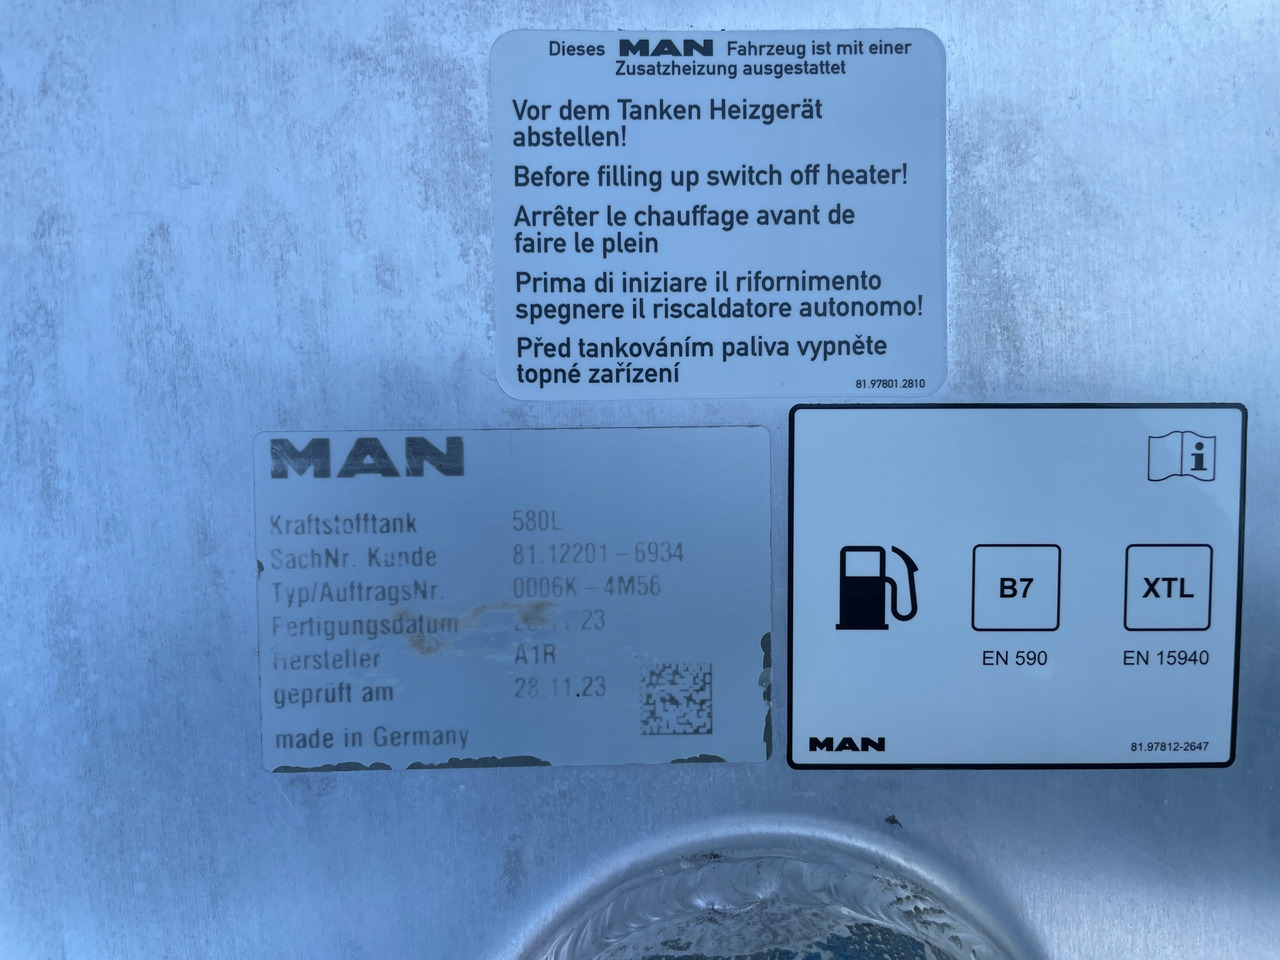 Dieses MAN Fahrzeug ist mit einer
Zusatzheizung ausgestattet
Vor dem Tanken Heizgerät
abstellen!
Before filling up switch off heater!
Arrêter le chauffage avant de
faire le plein
Prima di iniziare il rifornimento
spegnere il riscaldatore autonomo!
Před tankováním paliva vypněte
topné zařízení
81.97801.2810
MAN
Kraftstofftank 580L
SachNr. Kunde 81.12201-6934
Typ/AuftragsNr. 0006K-4M56
Fertigungsdatum
Hersteller A1R
geprüft am 28.11.23
made in Germany
i
B7
XTL
EN 590
EN 15940
MAN
81.97812-2647